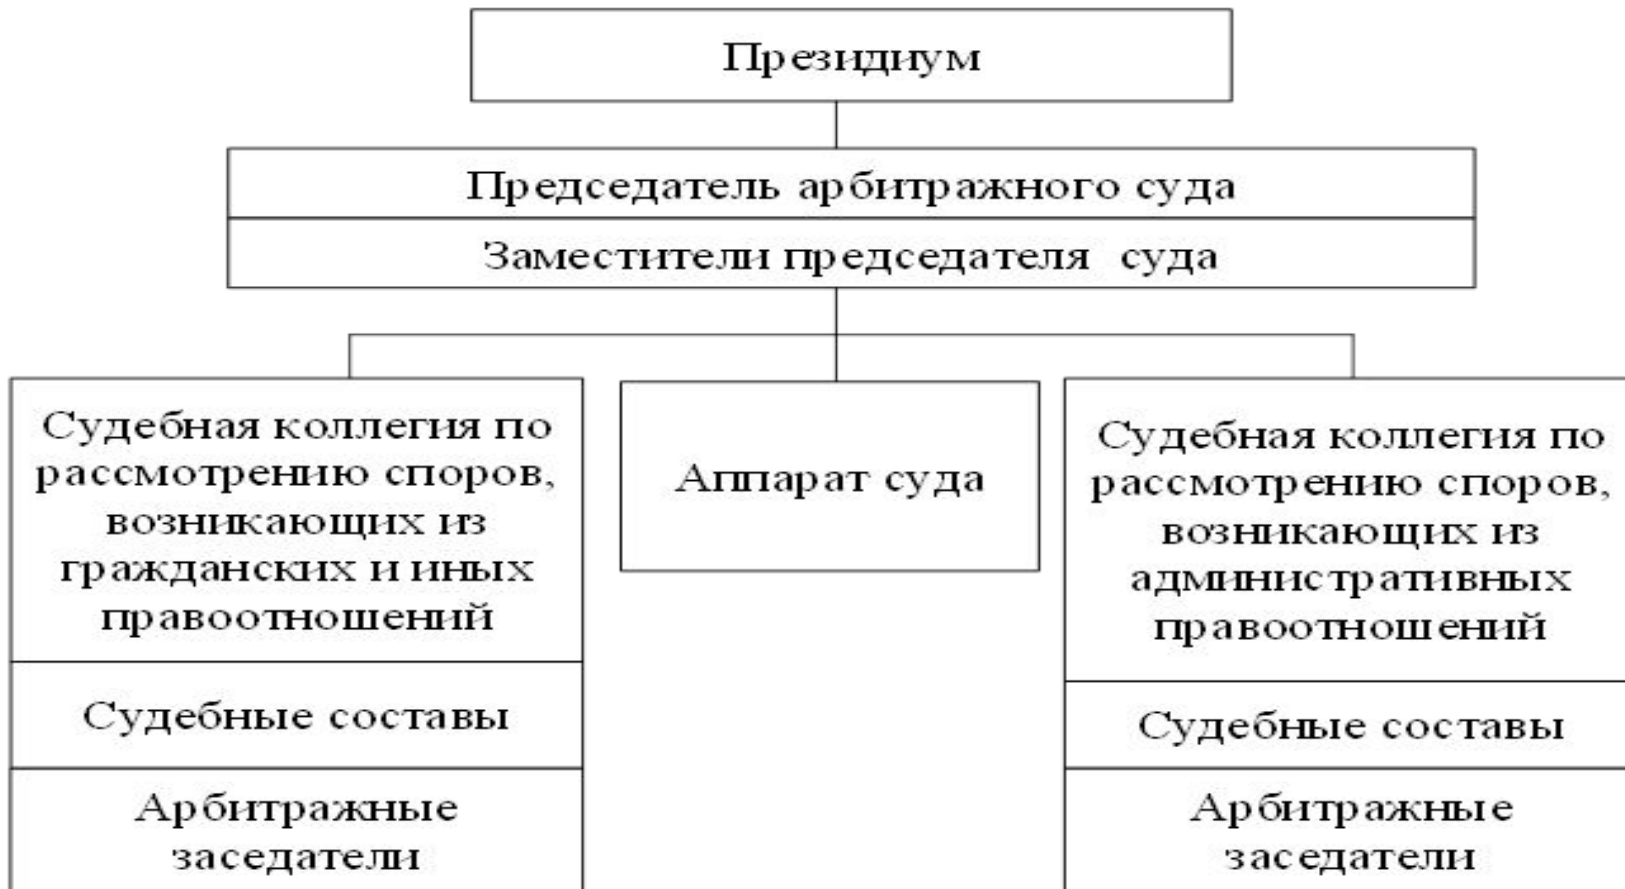 Президиум
Председатель арбитражного суда
Заместители председателя суда
Судебная коллегия по
рассмотрению споров,
возникающих из
гражданских и иных
правоотношений
Судебные составы
Арбитражные
заседатели
Аппарат суда
Судебная коллегия по
рассмотрению споров,
возникающих из
административных
правоотношений
Судебные составы
Арбитражные
заседатели